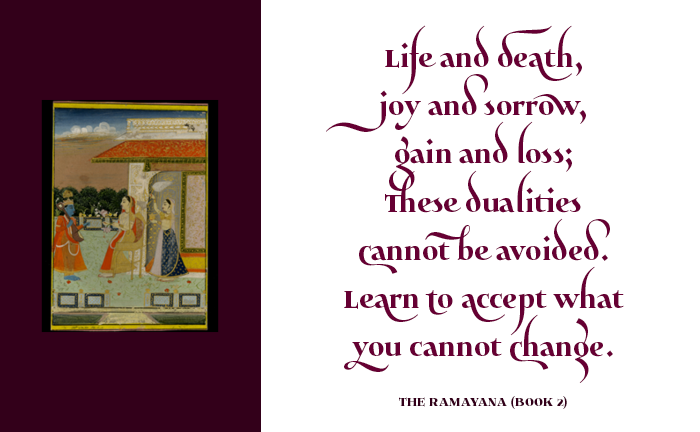 Life and death,
joy and sorrow,
gain and loss;
These dualities
cannot be avoided.
Learn to accept what
you cannot change.
THE RAMAYANA (BOOK 2)